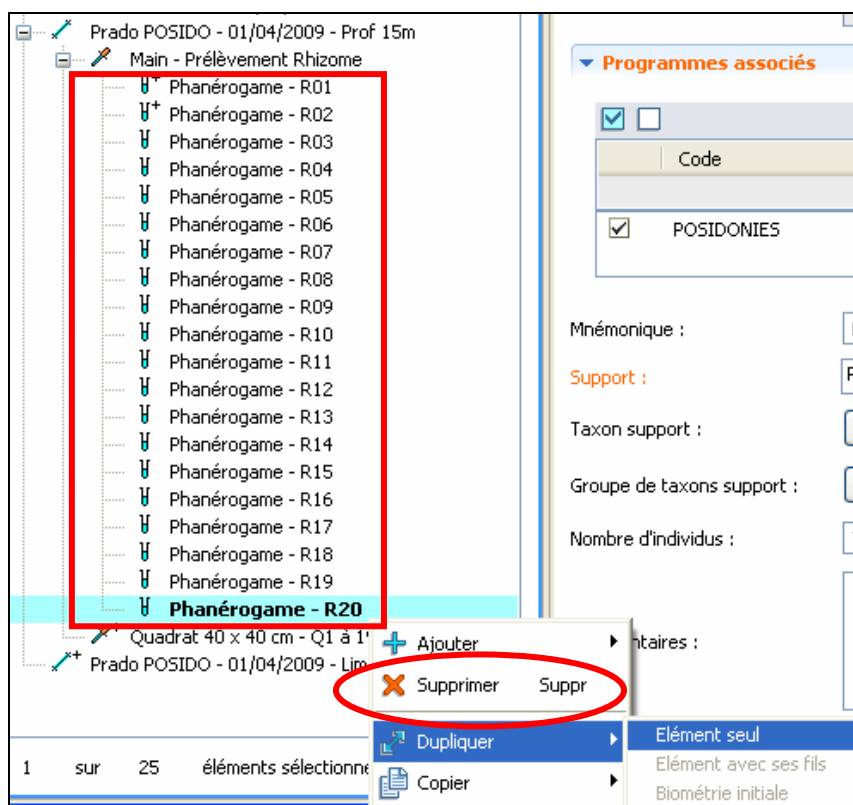 Prado POSIDO - 01/04/2009 - Prof 15m
Main - Prélèvement Rhizome
Phanérogame - R01
Phanérogame - R02
Phanérogame - R03
Phanérogame - R04
Phanérogame - R05
Phanérogame - R06
Phanérogame - R07
Phanérogame - R08
Phanérogame - R09
Phanérogame - R10
Phanérogame - R11
Phanérogame - R12
Phanérogame - R13
Phanérogame - R14
Phanérogame - R15
Phanérogame - R16
Phanérogame - R17
Phanérogame - R18
Phanérogame - R19
Phanérogame - R20
Quadrat 40 x 40 cm - Q1 à 1
Prado POSIDO - 01/04/2009 - Lim
1 sur 25 éléments sélectionné
Ajouter
Supprimer Suppr
Dupliquer
Copier
Elément seul
Elément avec ses fils
Biométrie initiale
Programmes associés
Code
POSIDONIES
Mnémonique :
Support :
Taxon support :
Groupe de taxons support :
Nombre d'individus :
ntaires :